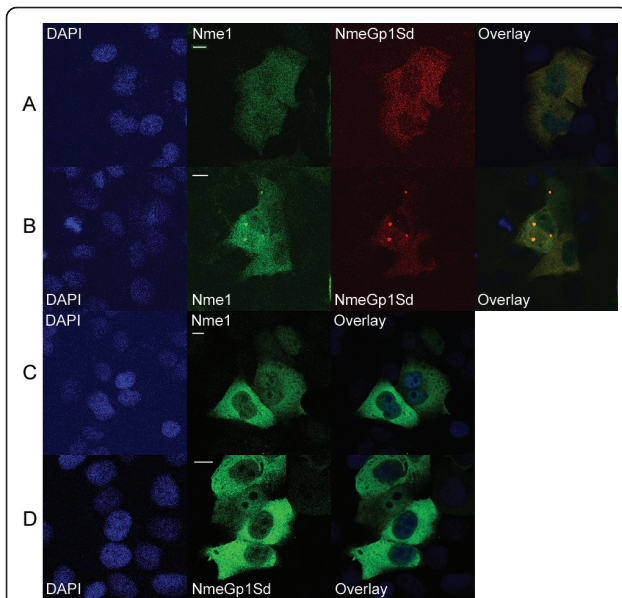 DAPI Nme1 NmeGp1Sd Overlay
A
B
DAPI Nme1 NmeGp1Sd Overlay
DAPI Nme1 Overlay
C
D
DAPI NmeGp1Sd Overlay